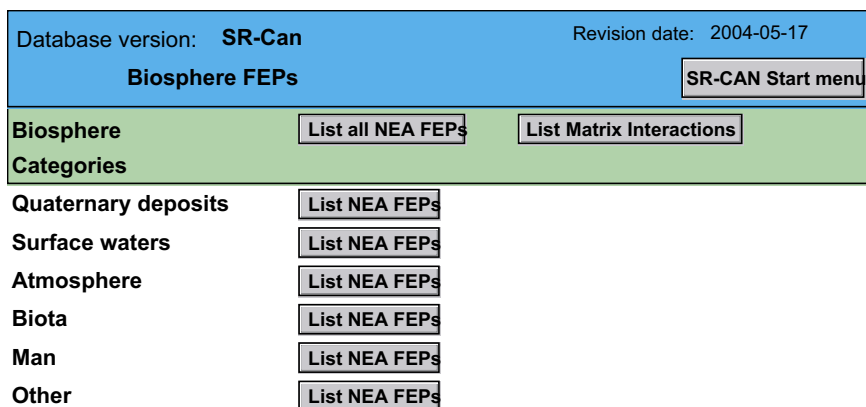 Database version: SR-Can Revision date: 2004-05-17
Biosphere FEPs SR-CAN Start menu
Biosphere List all NEA FEPs List Matrix Interactions
Categories
Quaternary deposits List NEA FEPs
Surface waters List NEA FEPs
Atmosphere List NEA FEPs
Biota List NEA FEPs
Man List NEA FEPs
Other List NEA FEPs